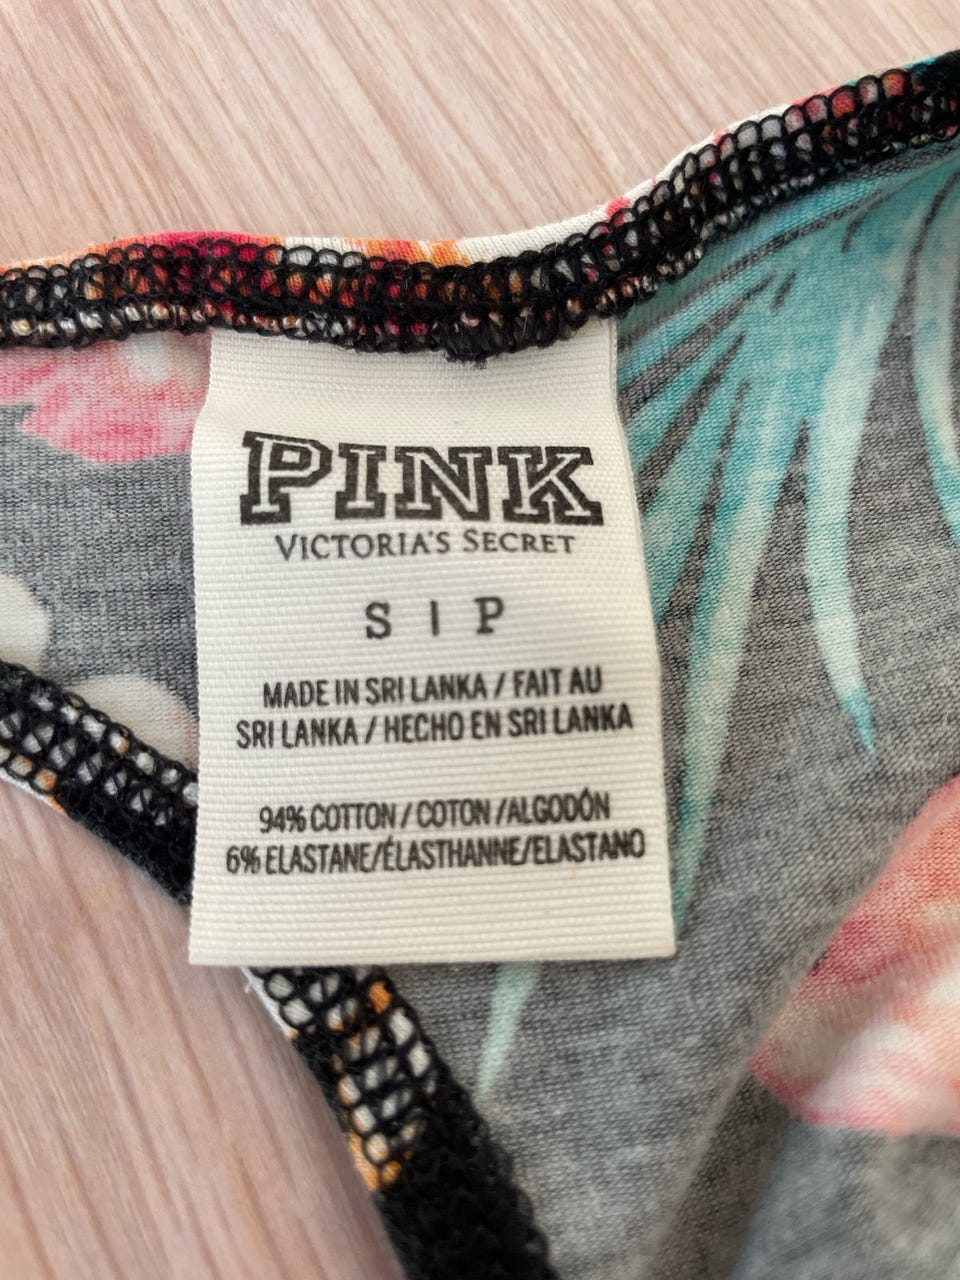 PINK
VICTORIA'S SECRET
S | P
MADE IN SRI LANKA / FAIT AU
SRI LANKA / HECHO EN SRI LANKA
94% COTTON / COTON /ALGODÓN
6% ELASTANE/ÉLASTHANNE/ELASTANO